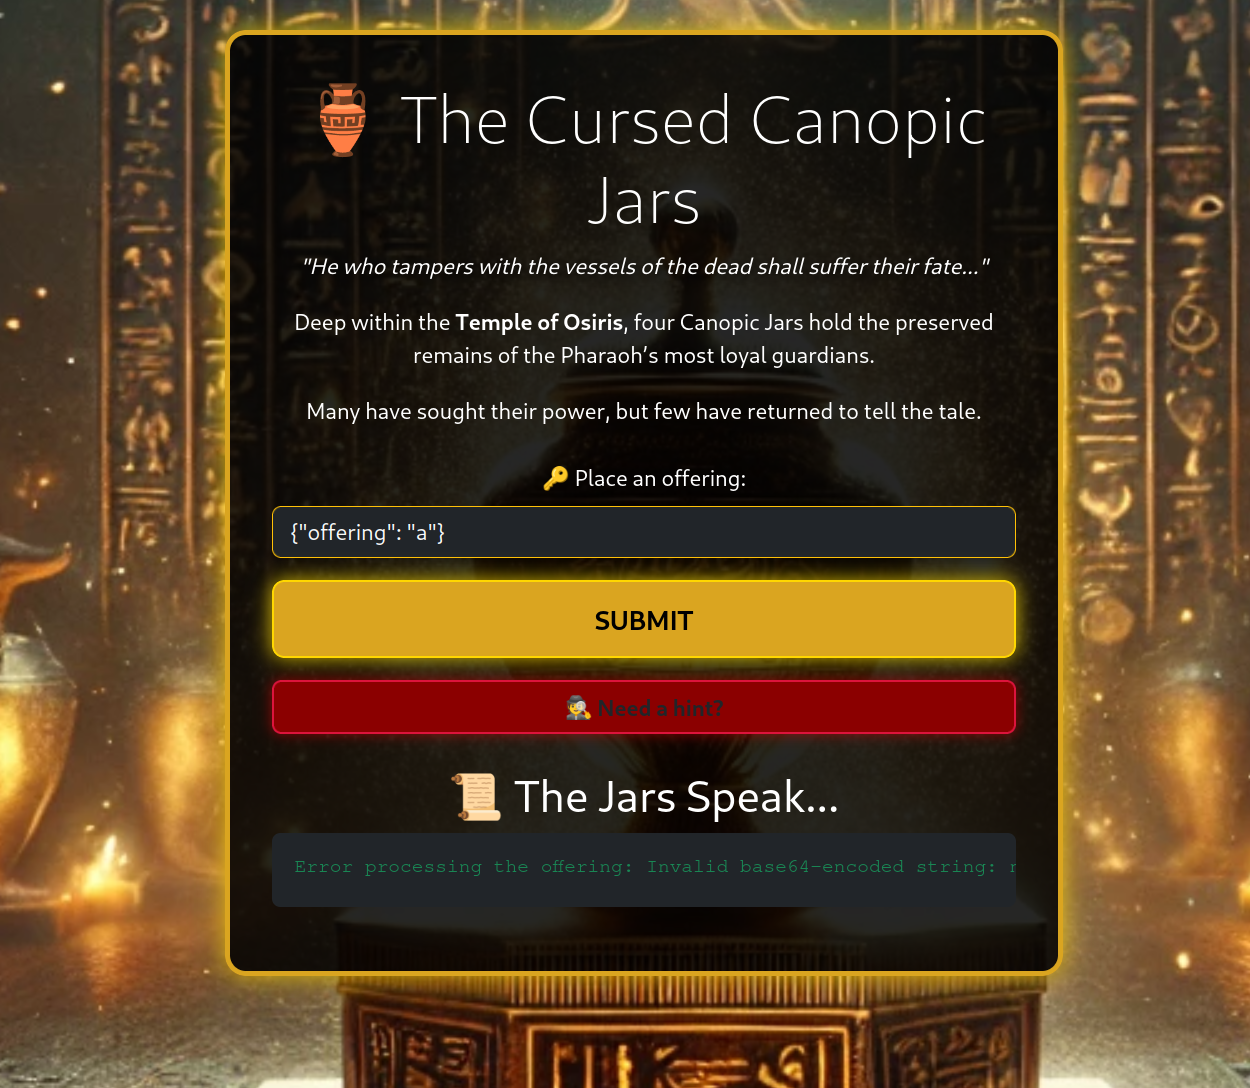 🏺 The Cursed Canopic
Jars
"He who tampers with the vessels of the dead shall suffer their fate..."
Deep within the Temple of Osiris, four Canopic Jars hold the preserved
remains of the Pharaoh’s most loyal guardians.
Many have sought their power, but few have returned to tell the tale.
🔑 Place an offering:
{"offering": "a"}
SUBMIT
🕵️ Need a hint?
📜 The Jars Speak...
Error processing the offering: Invalid base64-encoded string: